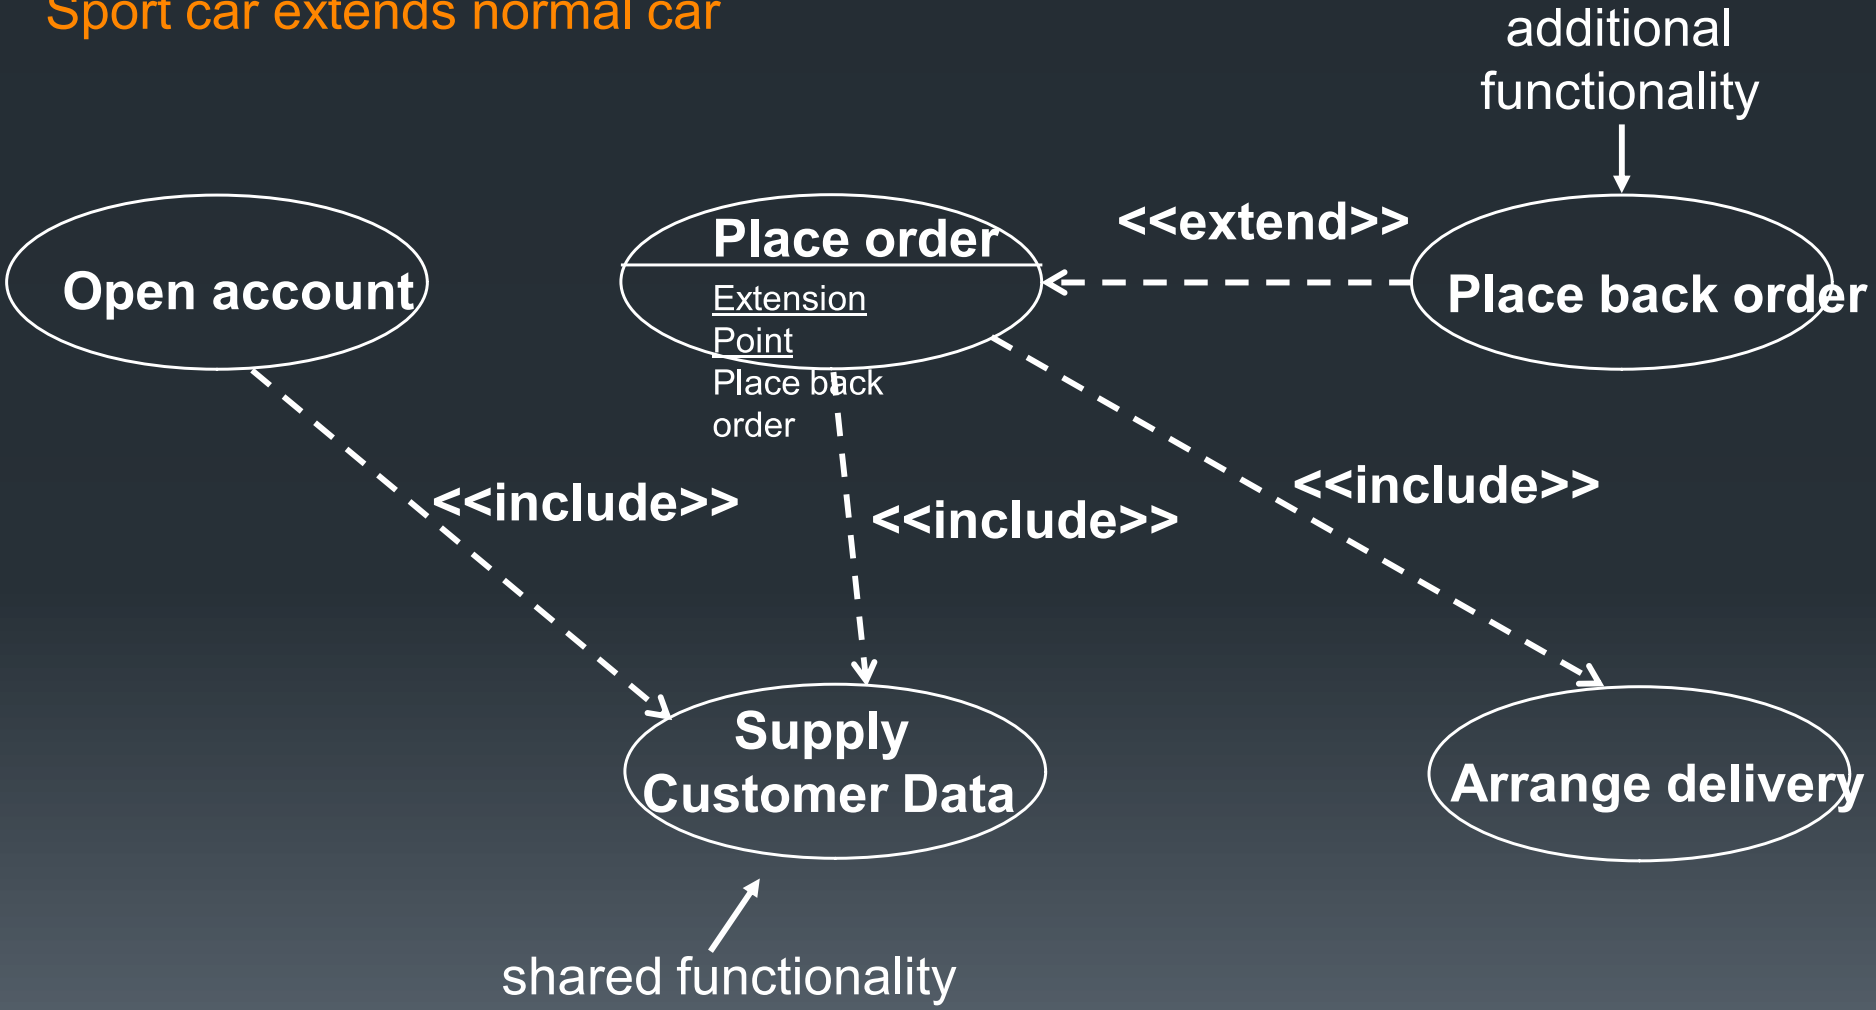 Sport car extends normal car
additional
functionality
<<extend>>
Open account
Place order
Extension
Point
Place back
order
Place back order
<<include>>
<<include>>
<<include>>
Supply
Customer Data
Arrange delivery
shared functionality